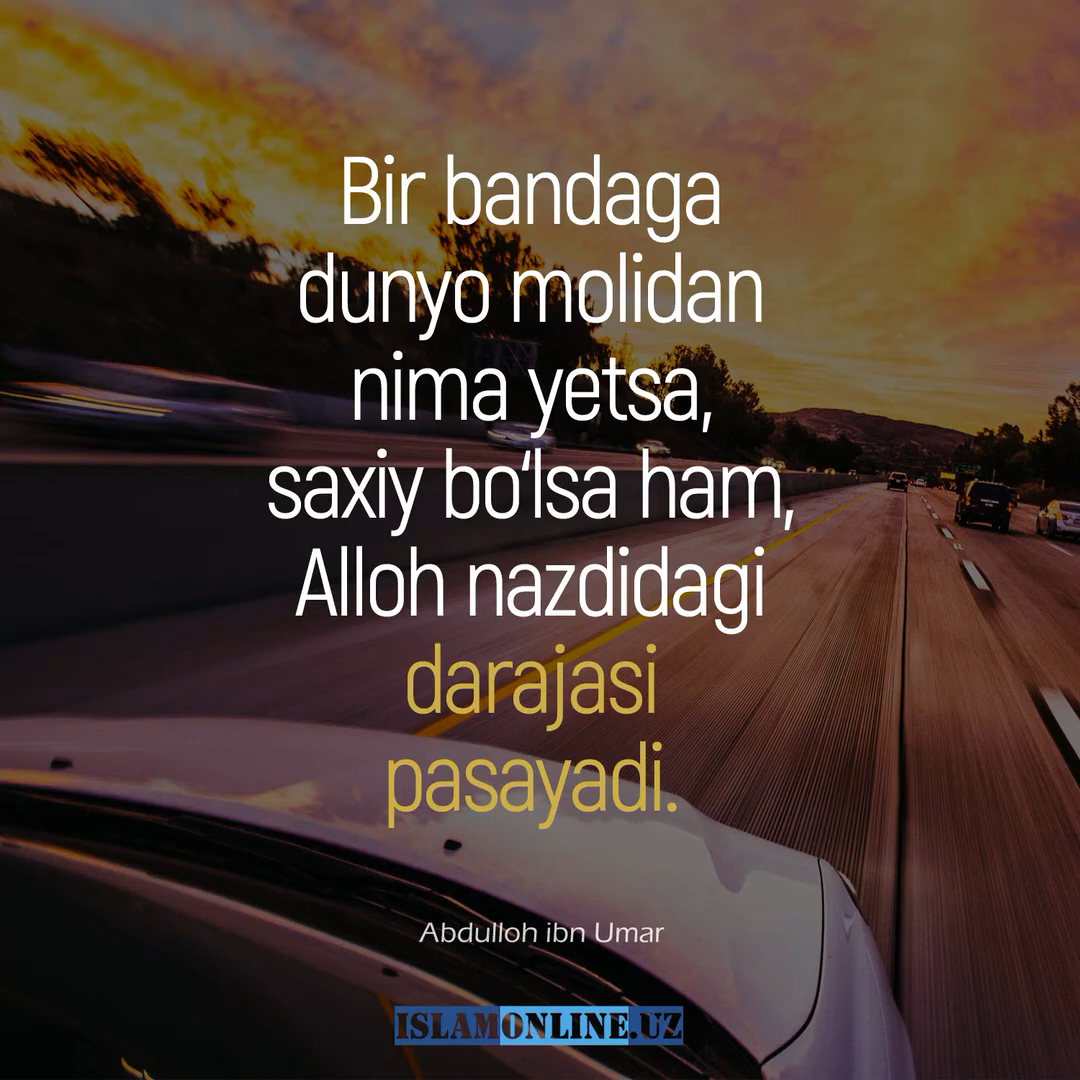 Bir bandaga
dunyo molidan
nima yetsa,
saxiy bo‘lsa ham,
Alloh nazdidagi
darajasi
pasayadi.
Abdulloh ibn Umar
ISLAMONLINE.UZ